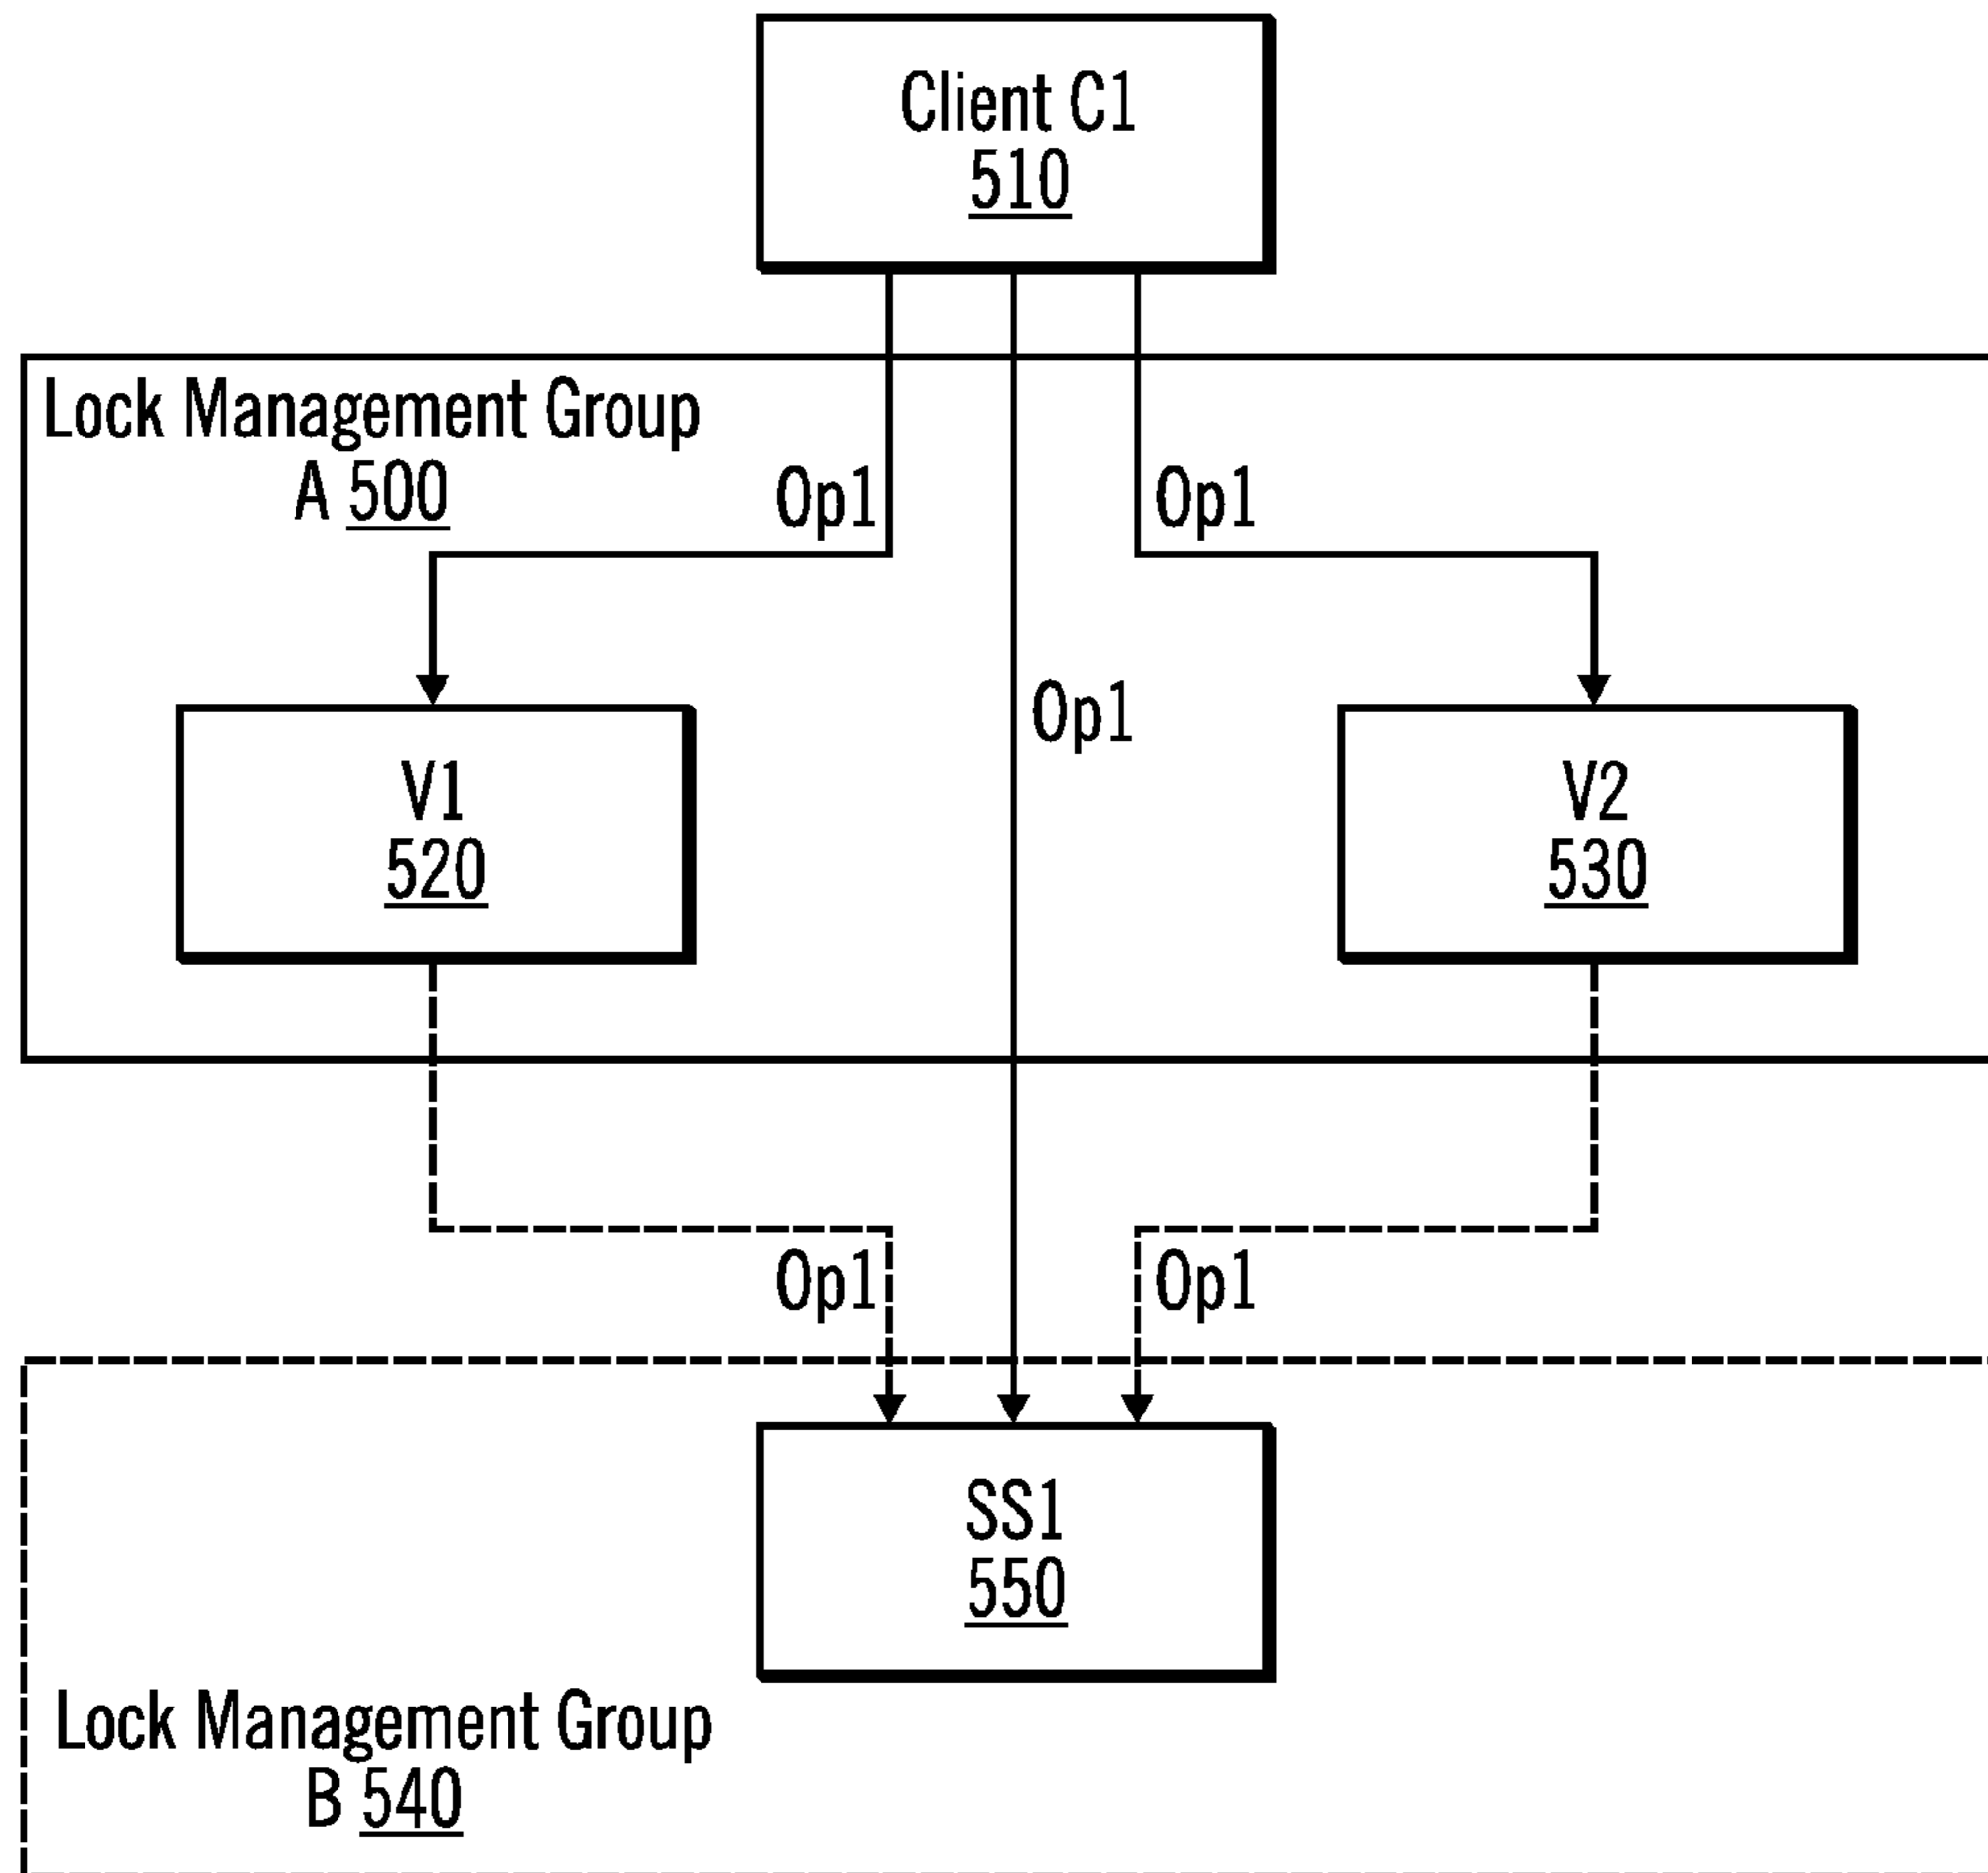 Client C1
510
Lock Management Group
A 500
Op1
Op1
Op1
V1
520
V2
530
Op1
Op1
SS1
550
Lock Management Group
B 540